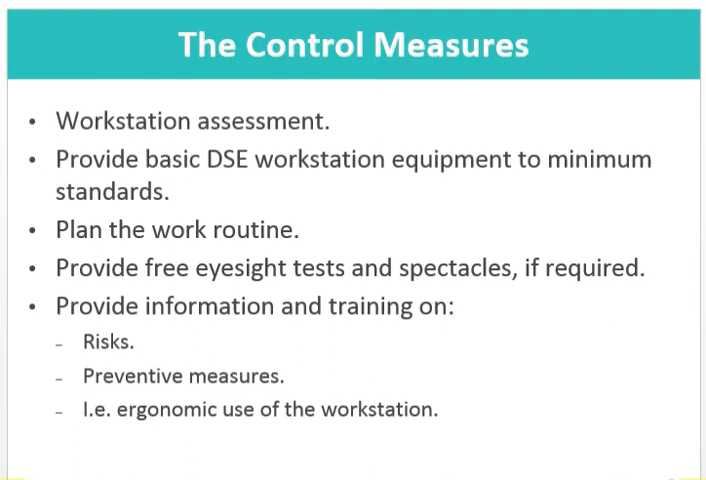 The Control Measures
• Workstation assessment.
• Provide basic DSE workstation equipment to minimum
standards.
• Plan the work routine.
• Provide free eyesight tests and spectacles, if required.
• Provide information and training on:
- Risks.
- Preventive measures.
- I.e. ergonomic use of the workstation.